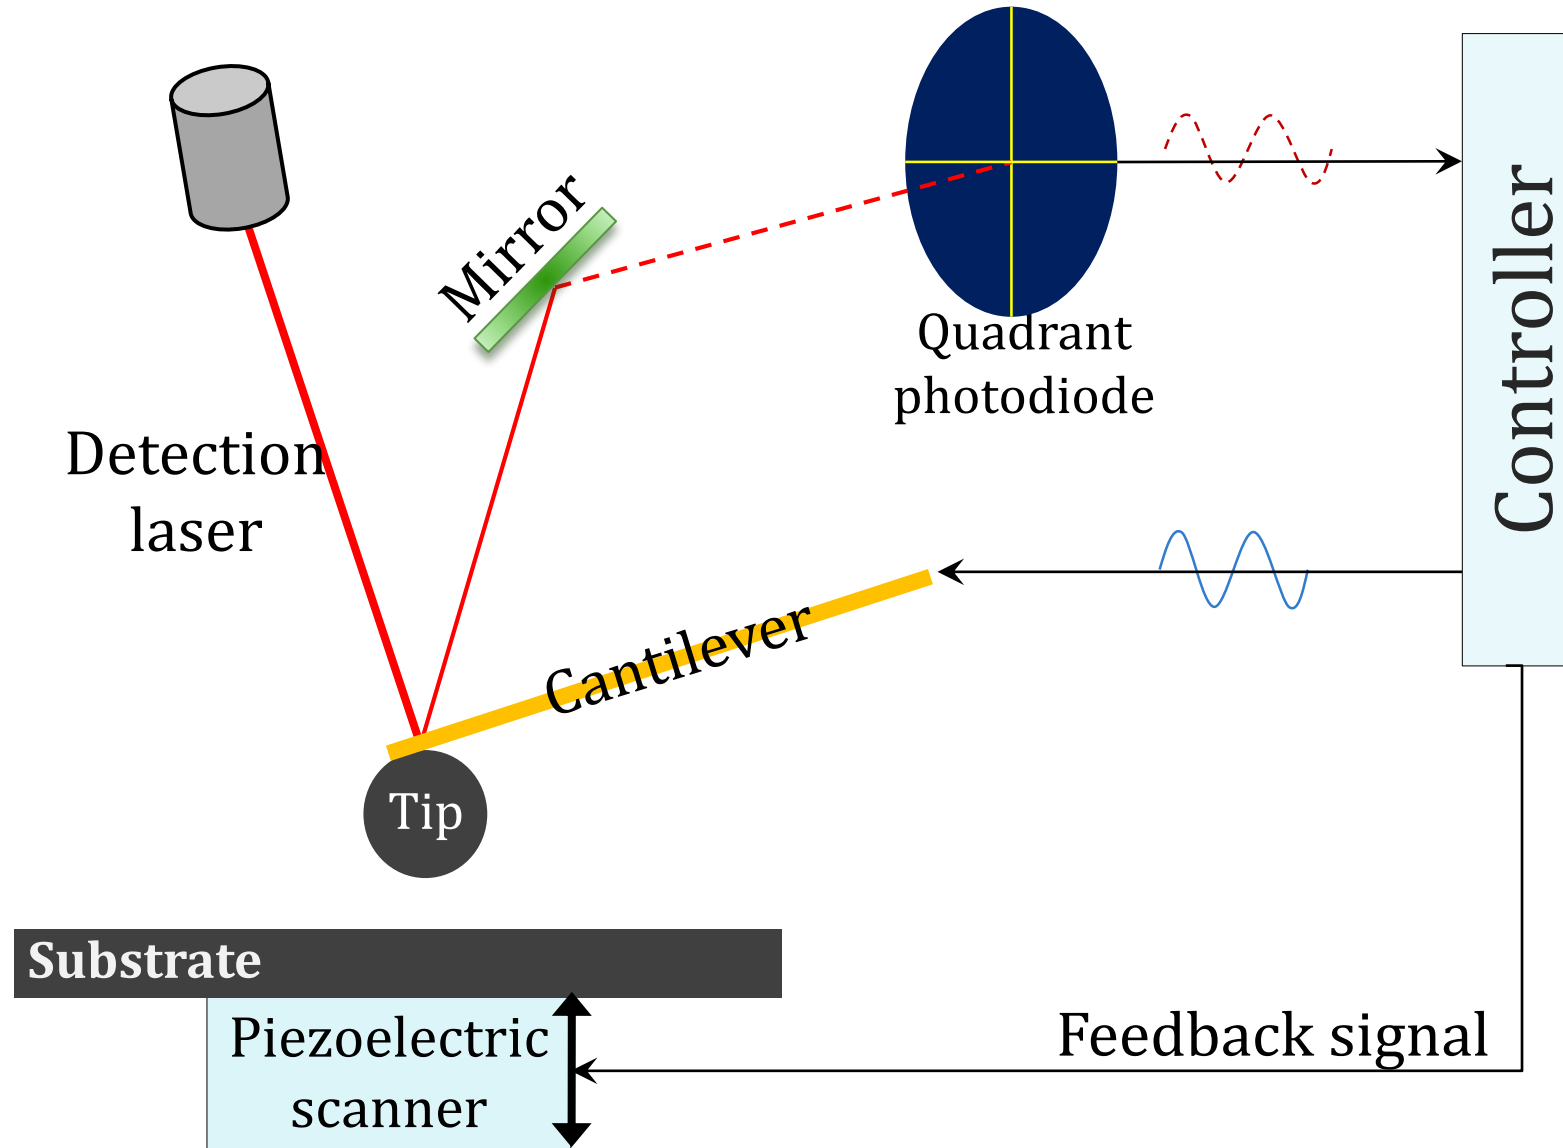 Mirror
Quadrant
photodiode
Controller
Detection
laser
Cantilever
Tip
Substrate
Piezoelectric
scanner
Feedback signal